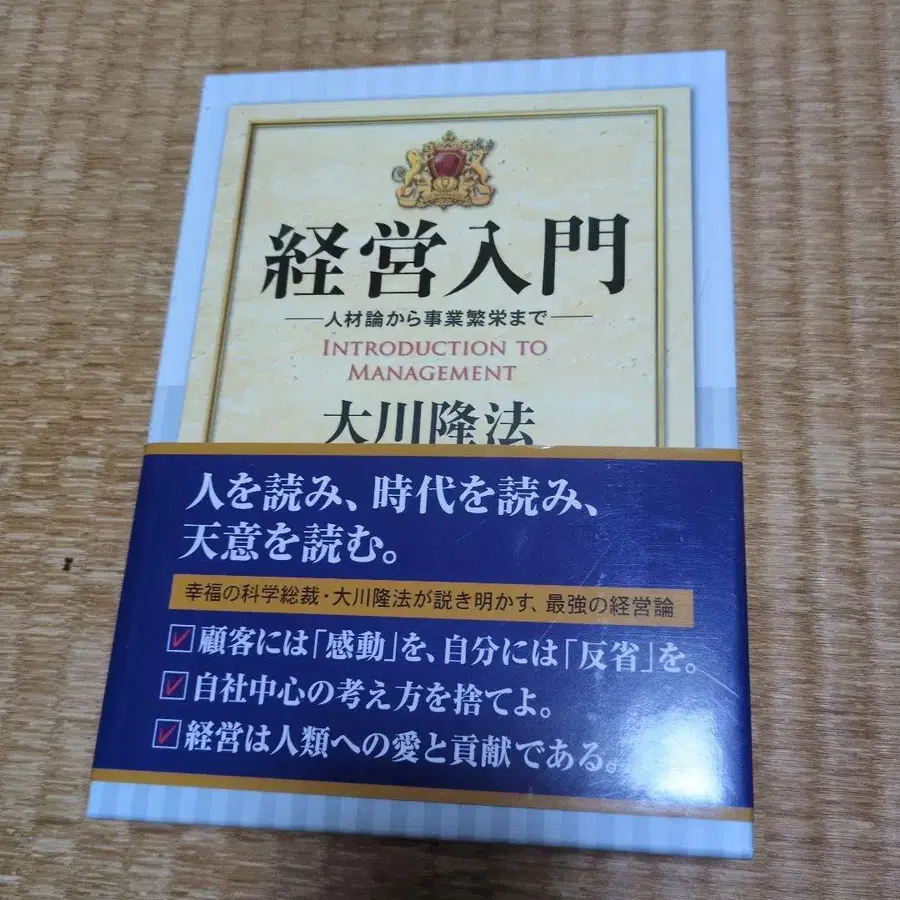 経営入門
人材論から事業繁栄まで
INTRODUCTION TO
MANAGEMENT
大川隆法
人を読み、時代を読み、
天意を読む。
幸福の科学総裁・大川隆法が説き明かす、最強の経営論
顧客には「感動」を、自分には「反省」を。
自社中心の考え方を捨てよ。
経営は人類への愛と貢献である。